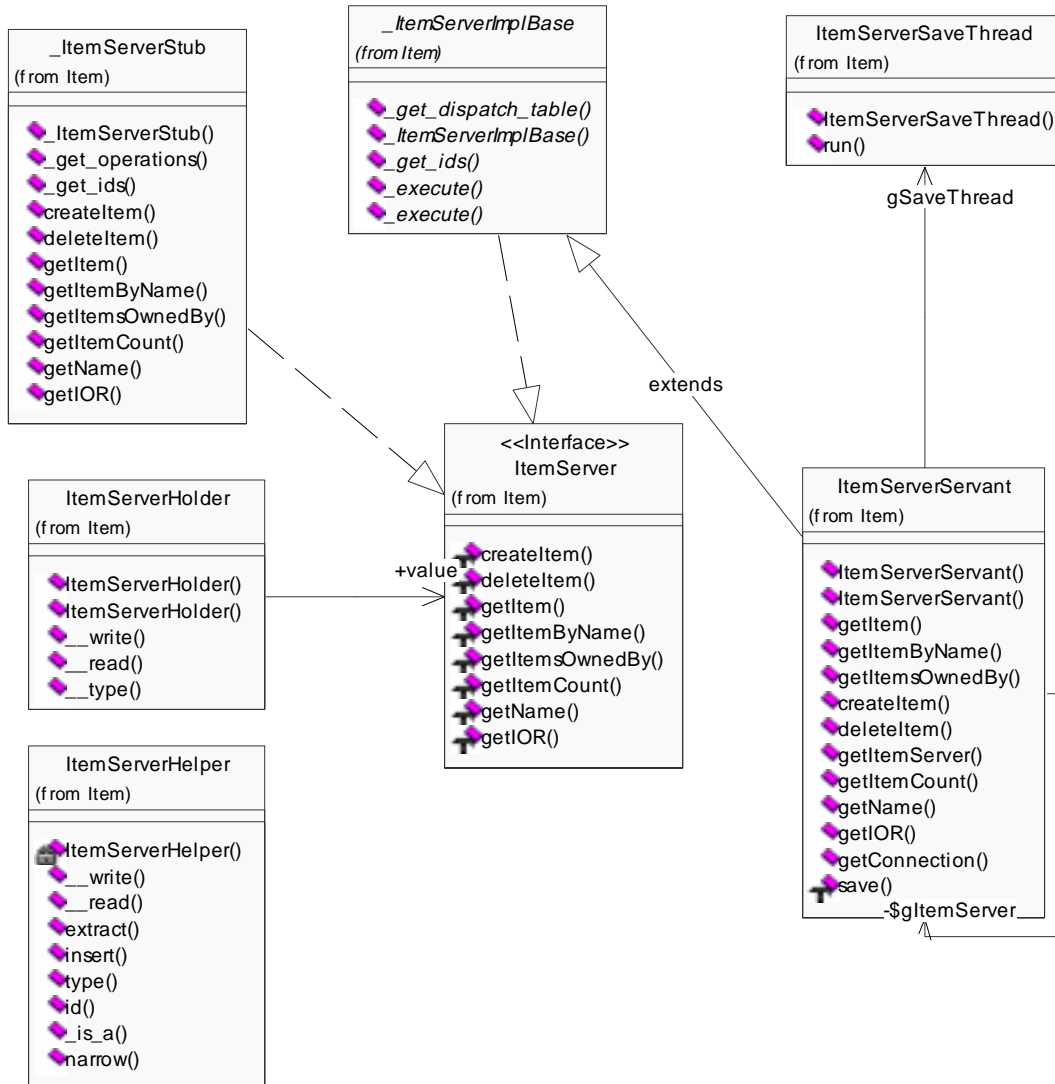 _ItemServerStub
(from Item)
_ItemServerStub()
_get_operations()
_get_ids()
createItem()
deleteItem()
getItem()
getItemByName()
getItemsOwnedBy()
getItemCount()
getName()
getIOR()
_ItemServerImplBase
(from Item)
_get_dispatch_table()
_ItemServerImplBase()
_get_ids()
_execute()
_execute()
ItemServerSaveThread
(from Item)
ItemServerSaveThread()
run()
gSaveThread
extends
<<Interface>>
ItemServer
(from Item)
createItem()
deleteItem()
getItem()
getItemByName()
getItemsOwnedBy()
getItemCount()
getName()
getIOR()
+value
ItemServerHolder
(from Item)
ItemServerHolder()
ItemServerHolder()
__write()
__read()
__type()
ItemServerHelper
(from Item)
ItemServerHelper()
__write()
__read()
extract()
insert()
type()
id()
_is_a()
narrow()
ItemServerServant
(from Item)
ItemServerServant()
ItemServerServant()
getItem()
getItemByName()
getItemsOwnedBy()
createItem()
deleteItem()
getItemServer()
getItemCount()
getName()
getIOR()
getConnection()
save()
-$gItemServer